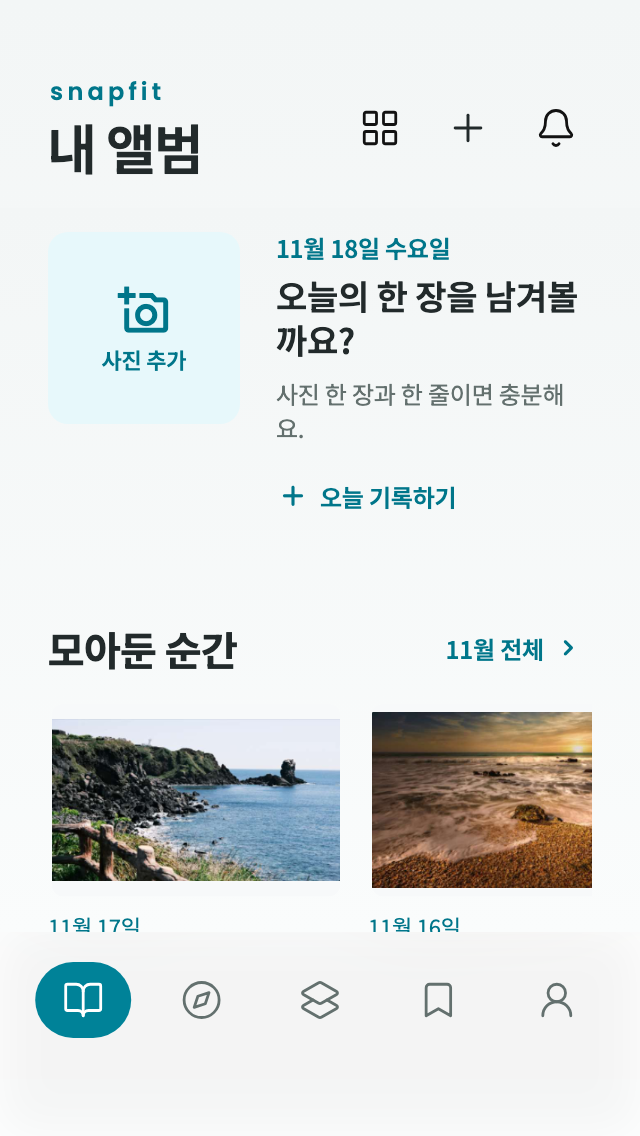 snapfit
내 앨범
사진 추가
11월 18일 수요일
오늘의 한 장을 남겨볼
까요?
사진 한 장과 한 줄이면 충분해
요.
오늘 기록하기
모아둔 순간
11월 전체
11월 17일
11월 16일